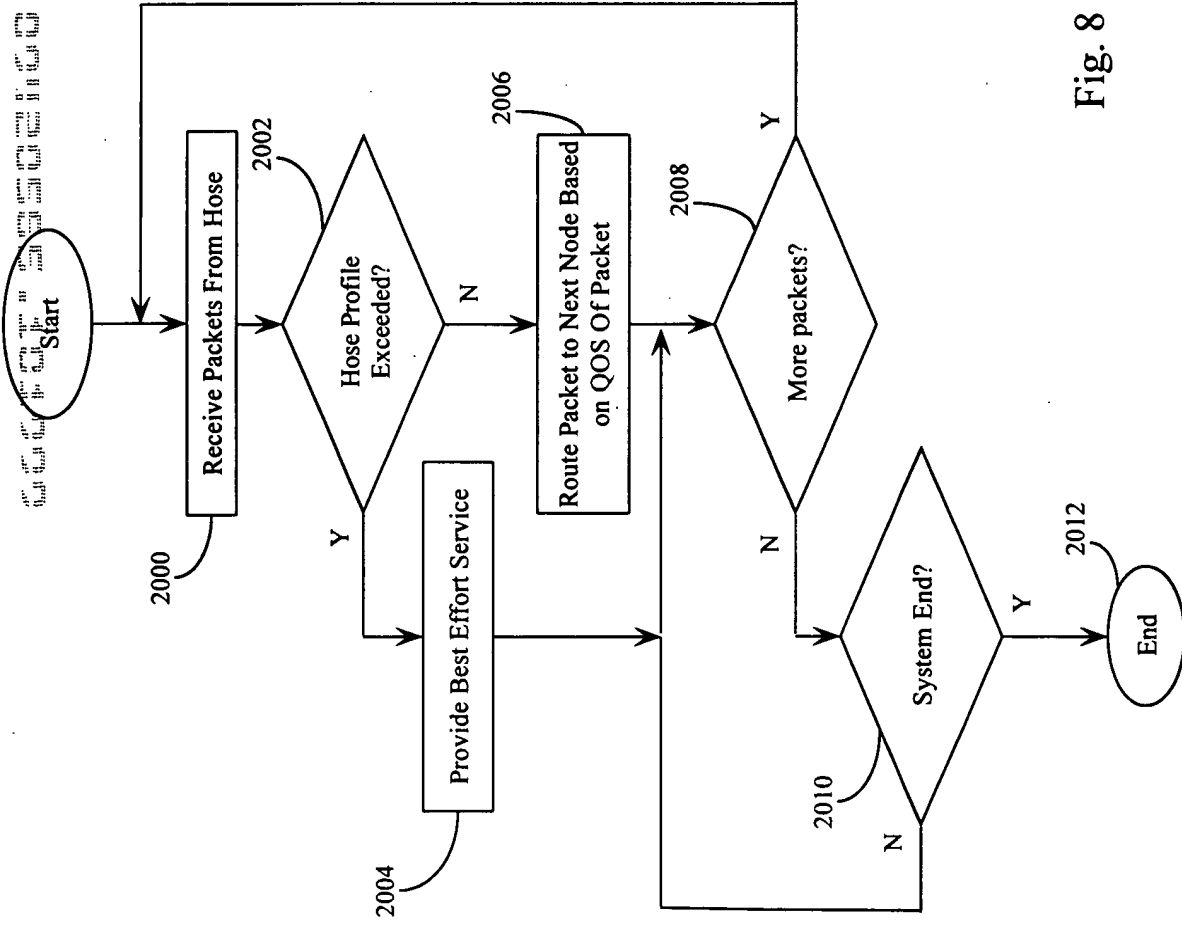 Start
Receive Packets From Hose
2000
Hose Profile
Exceeded?
2002
Y
N
Provide Best Effort Service
2004
Route Packet to Next Node Based
on QOS Of Packet
2006
More packets?
2008
N
Y
System End?
2010
N
Y
End
2012
Fig. 8